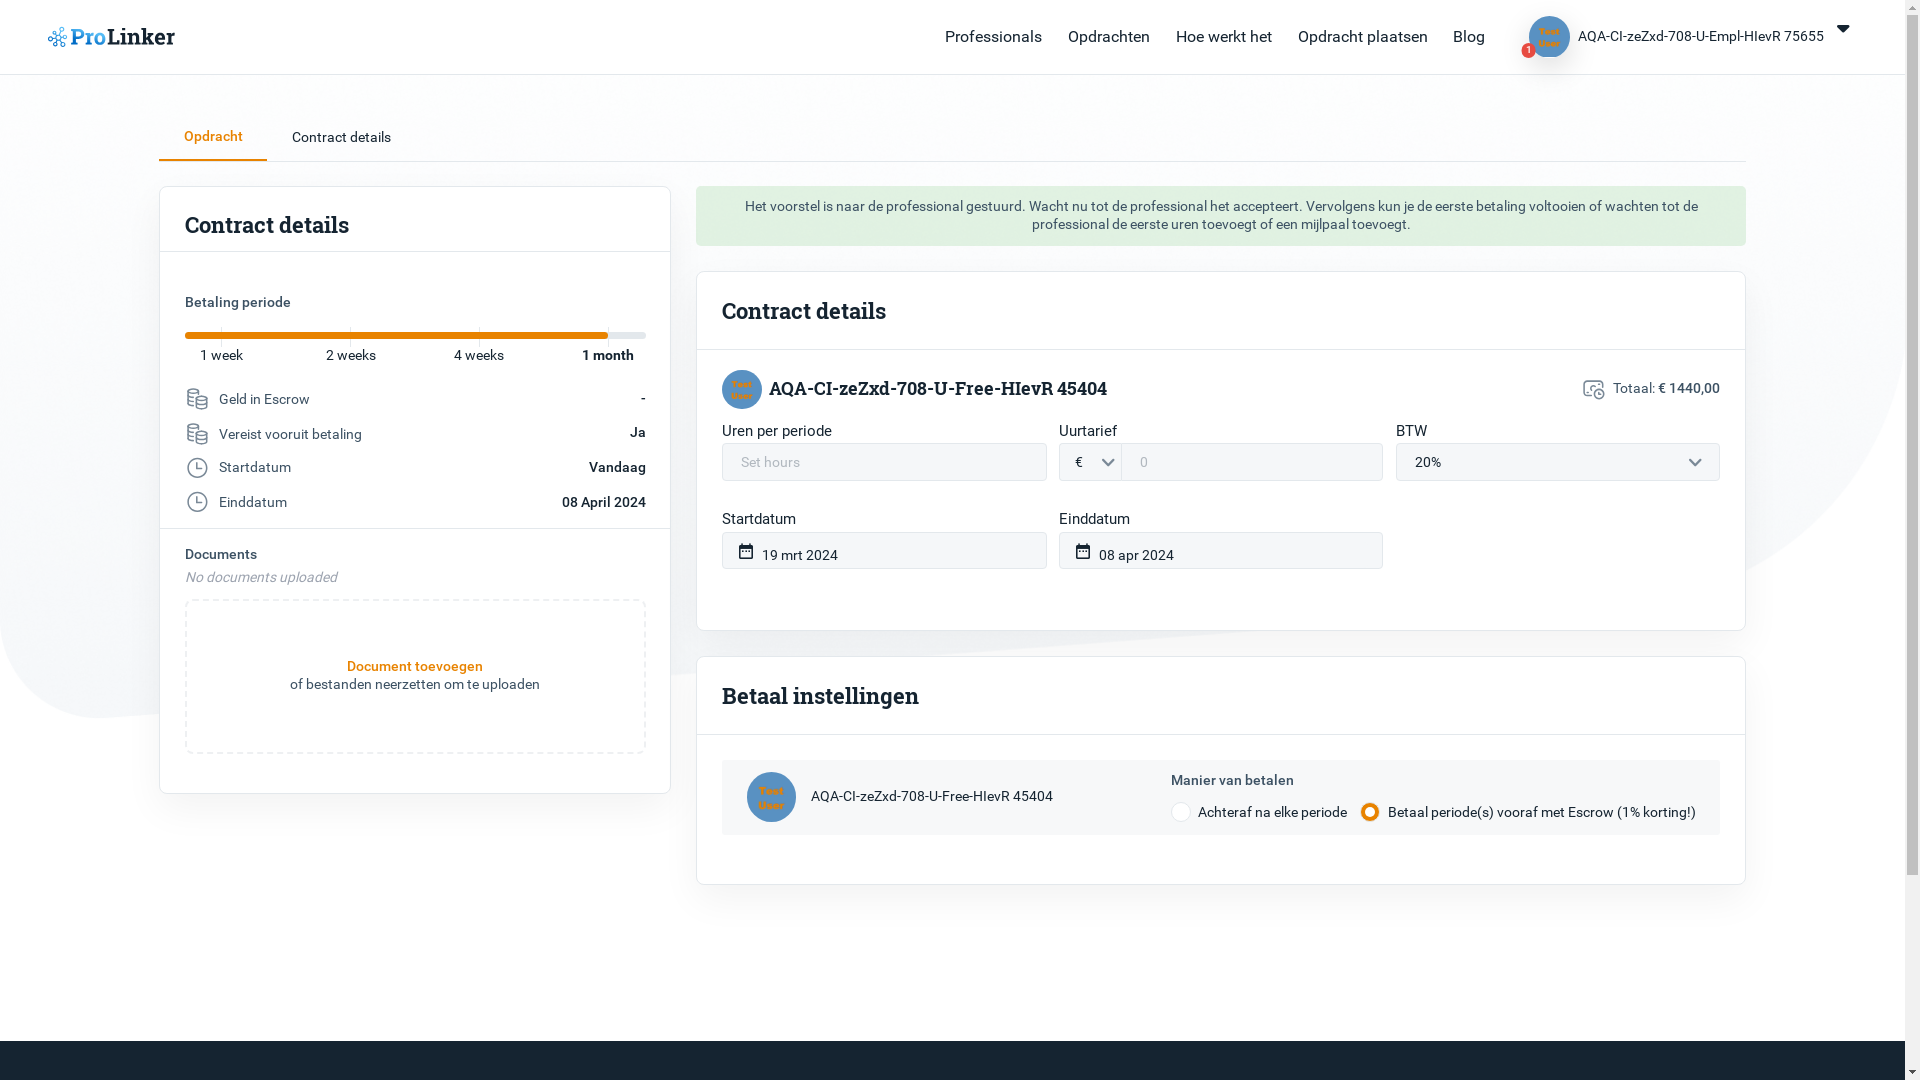 ProLinker
Professionals
Opdrachten
Hoe werkt het
Opdracht plaatsen
Blog
Test
User
1
AQA-CI-zeZxd-708-U-Empl-HIevR 75655
Opdracht
Contract details
Contract details
Betaling periode
1 week
2 weeks
4 weeks
1 month
Geld in Escrow
-
Vereist vooruit betaling
Ja
Startdatum
Vandaag
Einddatum
08 April 2024
Documents
No documents uploaded
Document toevoegen
of bestanden neerzetten om te uploaden
Het voorstel is naar de professional gestuurd. Wacht nu tot de professional het accepteert. Vervolgens kun je de eerste betaling voltooien of wachten tot de
professional de eerste uren toevoegt of een mijlpaal toevoegt.
Contract details
Test
User
AQA-CI-zeZxd-708-U-Free-HIevR 45404
Totaal: € 1440,00
Uren per periode
Uurtarief
BTW
Set hours
€
0
20%
Startdatum
Einddatum
19 mrt 2024
08 apr 2024
Betaal instellingen
Test
User
AQA-CI-zeZxd-708-U-Free-HIevR 45404
Manier van betalen
Achteraf na elke periode
Betaal periode(s) vooraf met Escrow (1% korting!)